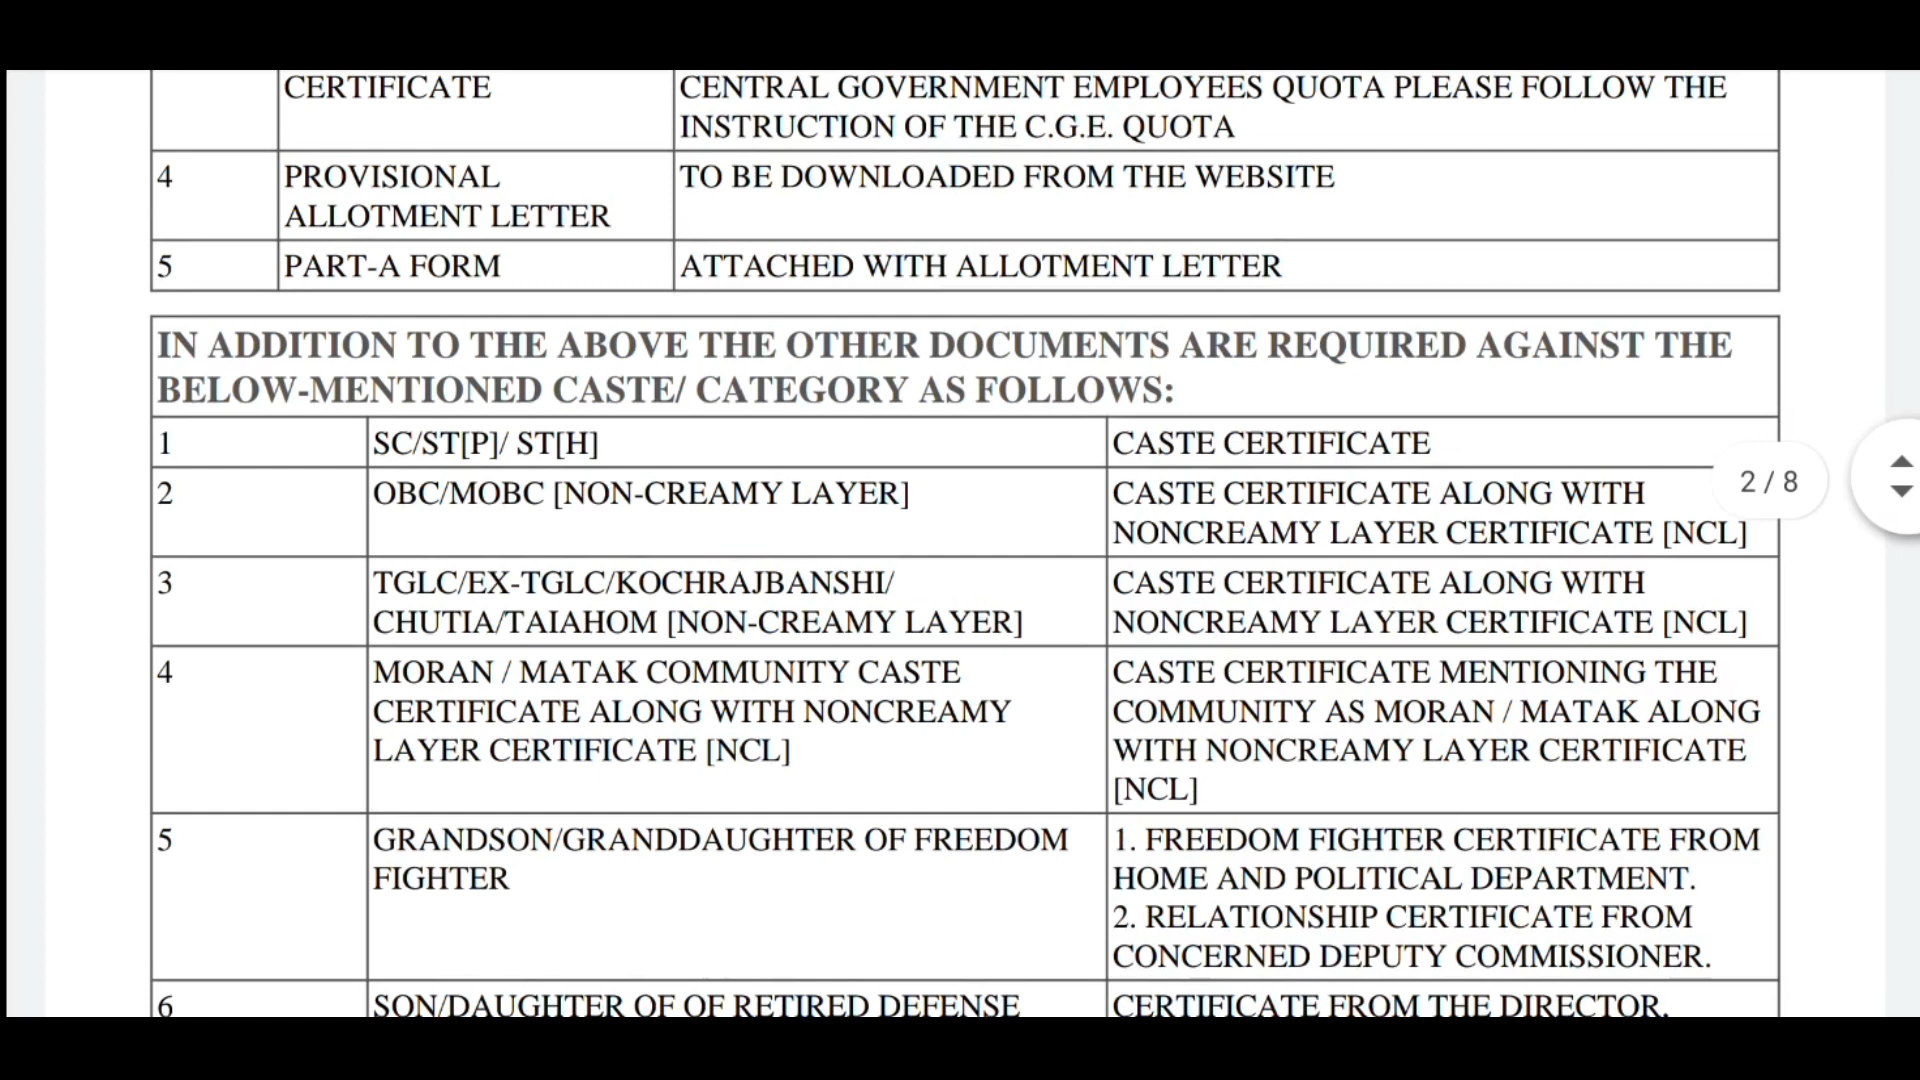 CERTIFICATE
CENTRAL GOVERNMENT EMPLOYEES QUOTA PLEASE FOLLOW THE
INSTRUCTION OF THE C.G.E. QUOTA
4
PROVISIONAL
ALLOTMENT LETTER
TO BE DOWNLOADED FROM THE WEBSITE
5
PART-A FORM
ATTACHED WITH ALLOTMENT LETTER
IN ADDITION TO THE ABOVE THE OTHER DOCUMENTS ARE REQUIRED AGAINST THE
BELOW-MENTIONED CASTE/ CATEGORY AS FOLLOWS:
1
SC/ST[P]/ ST[H]
CASTE CERTIFICATE
2
OBC/MOBC [NON-CREAMY LAYER]
CASTE CERTIFICATE ALONG WITH
NONCREAMY LAYER CERTIFICATE [NCL]
2 / 8
3
TGLC/EX-TGLC/KOCHRAJBANSHI/
CHUTIA/TAIAHOM [NON-CREAMY LAYER]
CASTE CERTIFICATE ALONG WITH
NONCREAMY LAYER CERTIFICATE [NCL]
4
MORAN / MATAK COMMUNITY CASTE
CERTIFICATE ALONG WITH NONCREAMY
LAYER CERTIFICATE [NCL]
CASTE CERTIFICATE MENTIONING THE
COMMUNITY AS MORAN / MATAK ALONG
WITH NONCREAMY LAYER CERTIFICATE
[NCL]
5
GRANDSON/GRANDDAUGHTER OF FREEDOM
FIGHTER
1. FREEDOM FIGHTER CERTIFICATE FROM
HOME AND POLITICAL DEPARTMENT.
2. RELATIONSHIP CERTIFICATE FROM
CONCERNED DEPUTY COMMISSIONER.
6
SON/DAUGHTER OF OF RETIRED DEFENSE
CERTIFICATE FROM THE DIRECTOR,